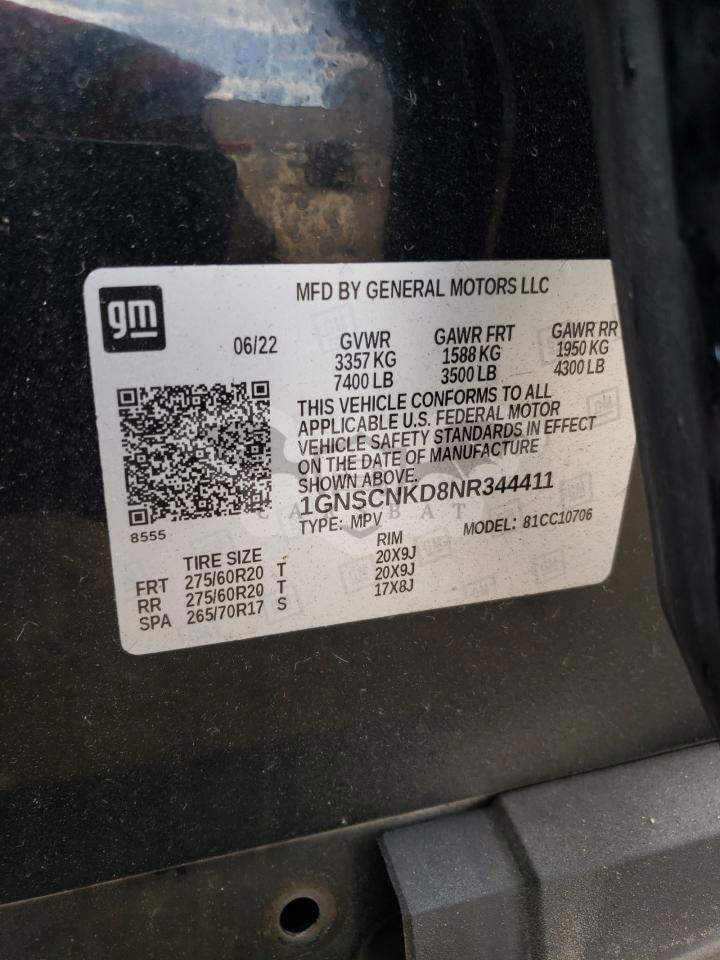 gm
MFD BY GENERAL MOTORS LLC
06/22
GVWR GAWR FRT GAWR RR
3357 KG 1588 KG 1950 KG
7400 LB 3500 LB 4300 LB
THIS VEHICLE CONFORMS TO ALL
APPLICABLE U.S. FEDERAL MOTOR
VEHICLE SAFETY STANDARDS IN EFFECT
ON THE DATE OF MANUFACTURE
SHOWN ABOVE.
1GNSCNKD8NR344411
TYPE: MPV MODEL: 81CC10706
8555
TIRE SIZE RIM
FRT 275/60R20 T 20X9J
RR 275/60R20 T 20X9J
SPA 265/70R17 S 17X8J